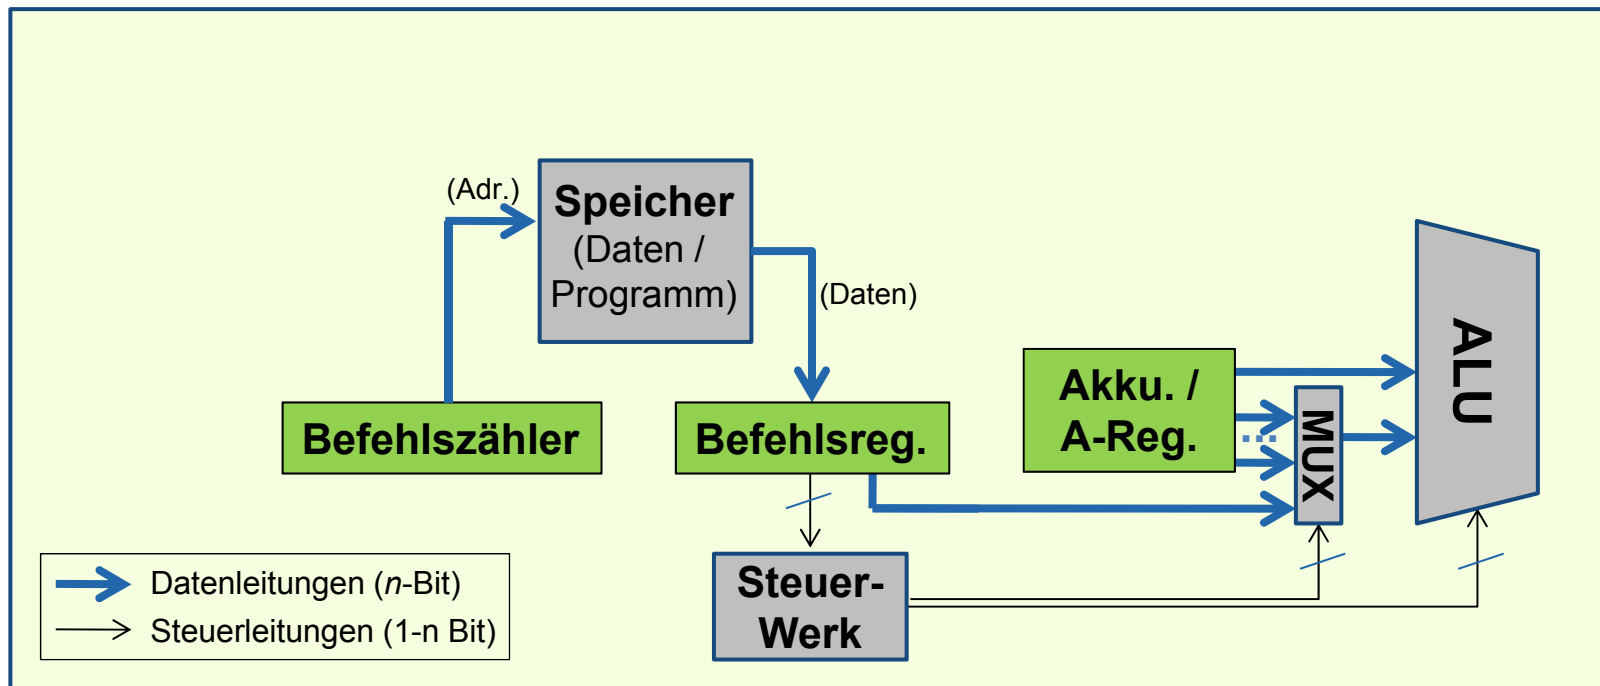 (Adr.)
Speicher
(Daten /
Programm)
(Daten)
Befehlszähler
Befehlsreg.
Akku. /
A-Reg.
...
MUX
ALU
Steuer-
Werk
Datenleitungen (n-Bit)
Steuerleitungen (1-n Bit)